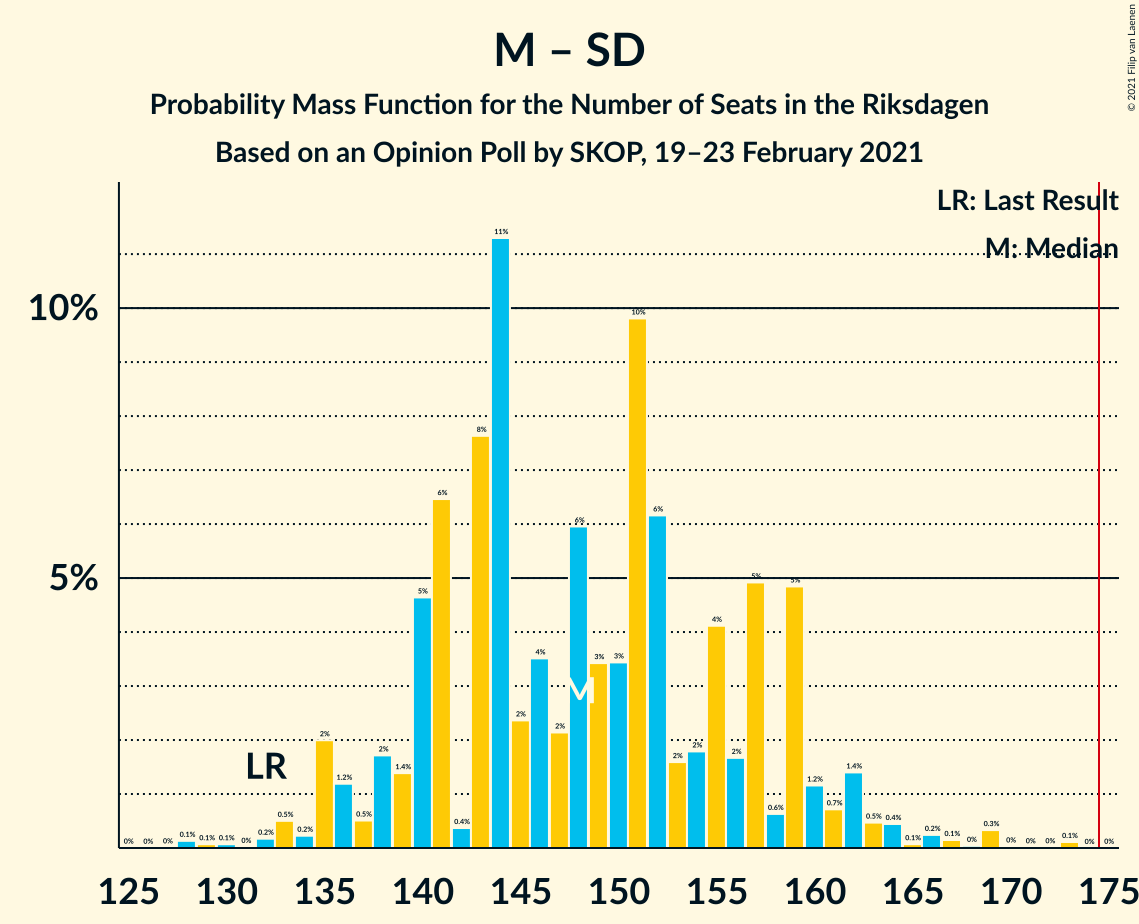 © 2021 Filip van Laenen
M – SD
Probability Mass Function for the Number of Seats in the Riksdagen
Based on an Opinion Poll by SKOP, 19–23 February 2021
LR: Last Result
M: Median
10%
5%
LR
M
0% 0% 0% 0.1% 0.1% 0.1% 0% 0.2% 0.5% 0.2% 2% 1.2% 0.5% 2% 1.4% 5% 6% 0.4% 8% 11% 2% 4% 2% 6% 3% 3% 10% 6% 2% 2% 4% 2% 5% 0.6% 5% 1.2% 0.7% 1.4% 0.5% 0.4% 0.1% 0.2% 0.1% 0% 0.3% 0% 0% 0% 0.1% 0% 0%
125 130 135 140 145 150 155 160 165 170 175